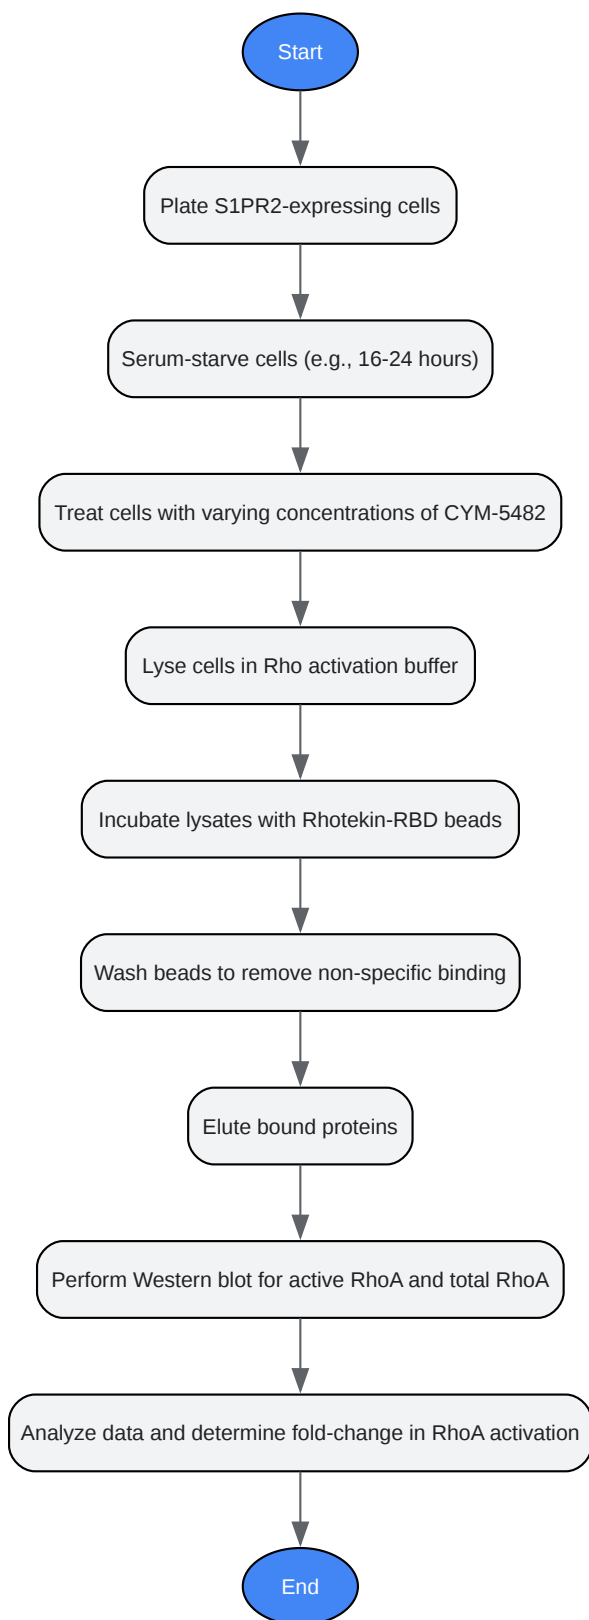 Start
Plate S1PR2-expressing cells
Serum-starve cells (e.g., 16-24 hours)
Treat cells with varying concentrations of CYM-5482
Lyse cells in Rho activation buffer
Incubate lysates with Rhotekin-RBD beads
Wash beads to remove non-specific binding
Elute bound proteins
Perform Western blot for active RhoA and total RhoA
Analyze data and determine fold-change in RhoA activation
End